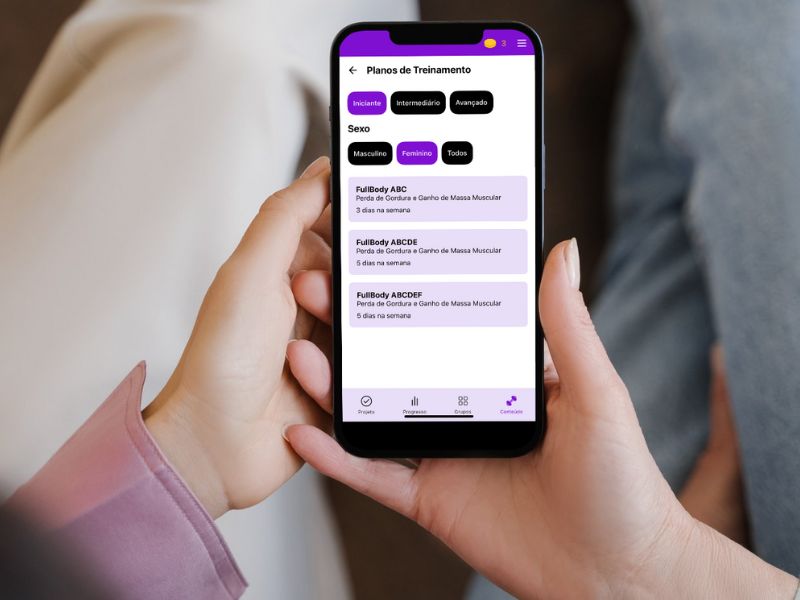 3
Planos de Treinamento
Iniciante Intermediário Avançado
Sexo
Masculino Feminino Todos
FullBody ABC
Perda de Gordura e Ganho de Massa Muscular
3 dias na semana
FullBody ABCDE
Perda de Gordura e Ganho de Massa Muscular
5 dias na semana
FullBody ABCDEF
Perda de Gordura e Ganho de Massa Muscular
5 dias na semana
Projeto Progresso Grupos Conteúdo